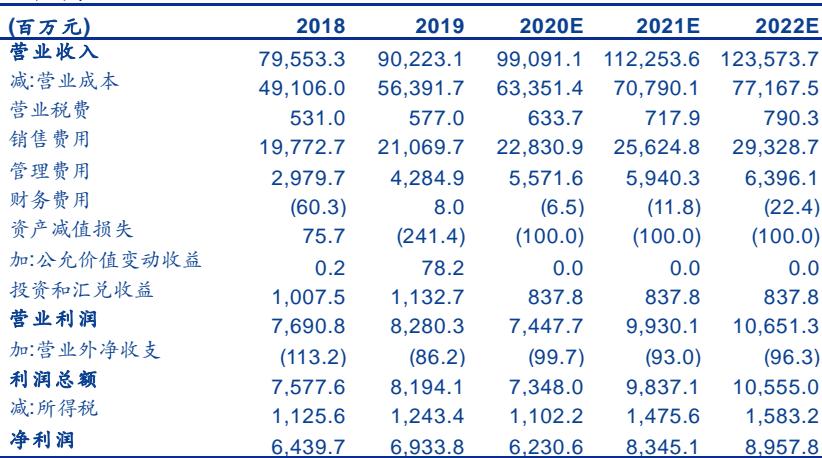 (百万元) 2018 2019 2020E 2021E 2022E
营业收入 79,553.3 90,223.1 99,091.1 112,253.6 123,573.7
减:营业成本 49,106.0 56,391.7 63,351.4 70,790.1 77,167.5
营业税费 531.0 577.0 633.7 717.9 790.3
销售费用 19,772.7 21,069.7 22,830.9 25,624.8 29,328.7
管理费用 2,979.7 4,284.9 5,571.6 5,940.3 6,396.1
财务费用 (60.3) 8.0 (6.5) (11.8) (22.4)
资产减值损失 75.7 (241.4) (100.0) (100.0) (100.0)
加:公允价值变动收益 0.2 78.2 0.0 0.0 0.0
投资和汇兑收益 1,007.5 1,132.7 837.8 837.8 837.8
营业利润 7,690.8 8,280.3 7,447.7 9,930.1 10,651.3
加:营业外净收支 (113.2) (86.2) (99.7) (93.0) (96.3)
利润总额 7,577.6 8,194.1 7,348.0 9,837.1 10,555.0
减:所得税 1,125.6 1,243.4 1,102.2 1,475.6 1,583.2
净利润 6,439.7 6,933.8 6,230.6 8,345.1 8,957.8